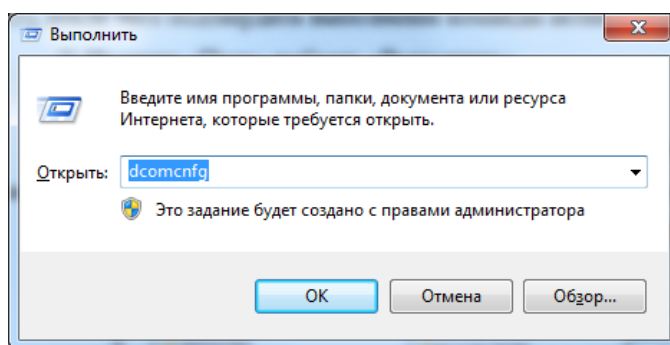 Выполнить
Введите имя программы, папки, документа или ресурса
Интернета, которые требуется открыть.
Открыть: dcomcnfg
Это задание будет создано с правами администратора
ОК Отмена Обзор...